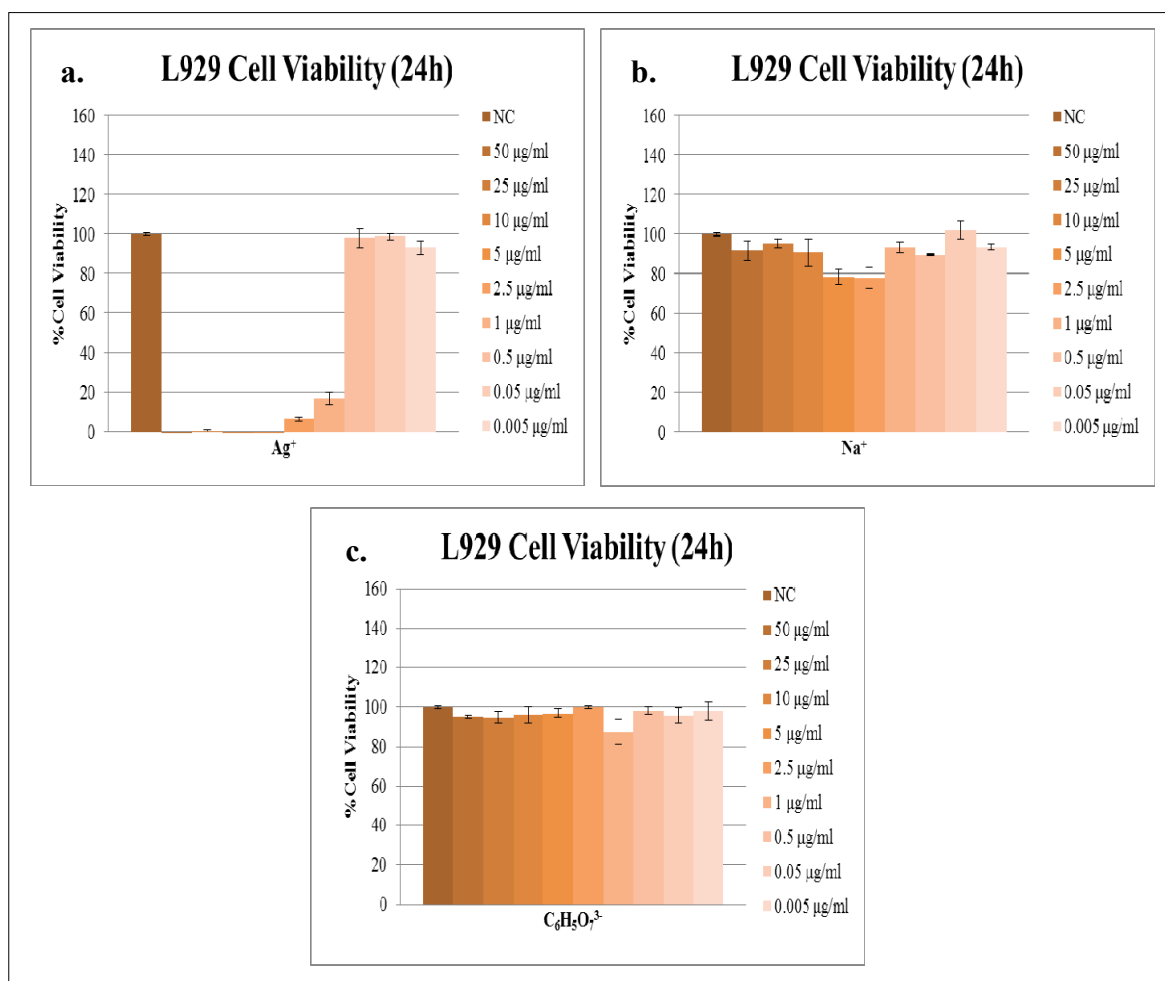 a.
L929 Cell Viability (24h)
%Cell Viability
160
140
120
100
80
60
40
20
0
Ag⁺
NC
50 µg/ml
25 µg/ml
10 µg/ml
5 µg/ml
2.5 µg/ml
1 µg/ml
0.5 µg/ml
0.05 µg/ml
0.005 µg/ml
b.
L929 Cell Viability (24h)
%Cell Viability
160
140
120
100
80
60
40
20
0
Na⁺
NC
50 µg/ml
25 µg/ml
10 µg/ml
5 µg/ml
2.5 µg/ml
1 µg/ml
0.5 µg/ml
0.05 µg/ml
0.005 µg/ml
c.
L929 Cell Viability (24h)
%Cell Viability
160
140
120
100
80
60
40
20
0
C₆H₅O₇³⁻
NC
50 µg/ml
25 µg/ml
10 µg/ml
5 µg/ml
2.5 µg/ml
1 µg/ml
0.5 µg/ml
0.05 µg/ml
0.005 µg/ml